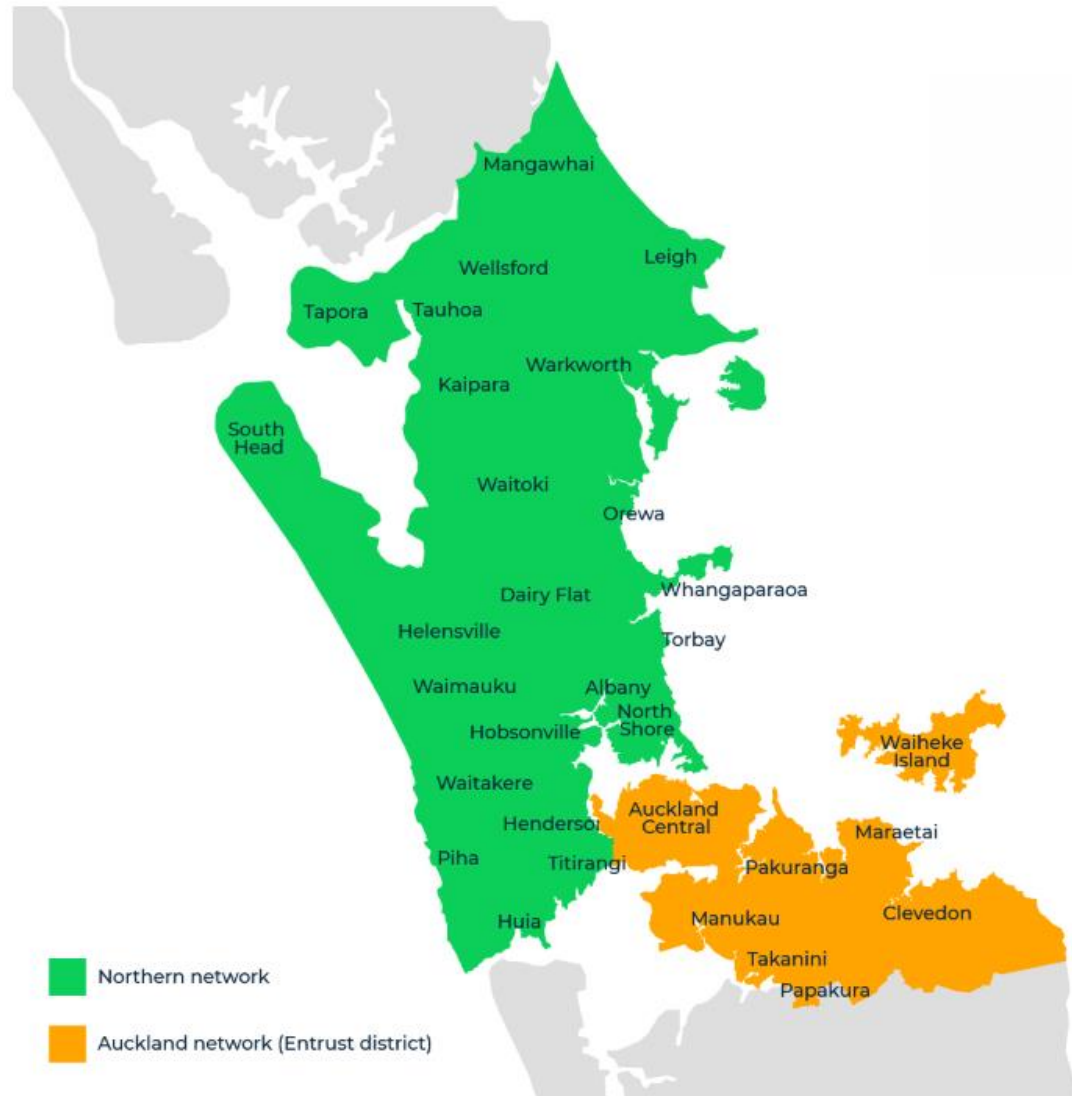 Mangawhai
Leigh
Wellsford
Tapora
Tauhoa
Warkworth
Kaipara
South
Head
Waitoki
Orewa
Whangaparaoa
Dairy Flat
Helensville
Torbay
Waimauku
Albany
North
Shore
Hobsonville
Waiheke
Island
Waitakere
Auckland
Central
Hendersoi
Maraetai
Piha
Titirangi
Pakuranga
Huia
Manukau
Clevedon
Takanini
Papakura
Northern network
Auckland network (Entrust district)